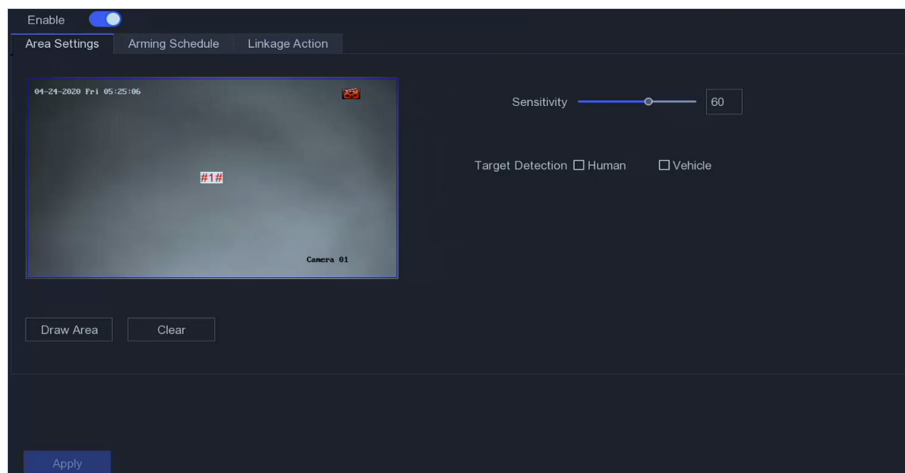 Enable
Area Settings Arming Schedule Linkage Action
04-24-2020 Fri 05:25:06
Sensitivity 60
Target Detection Human Vehicle
#1#
Camera 01
Draw Area Clear
Apply